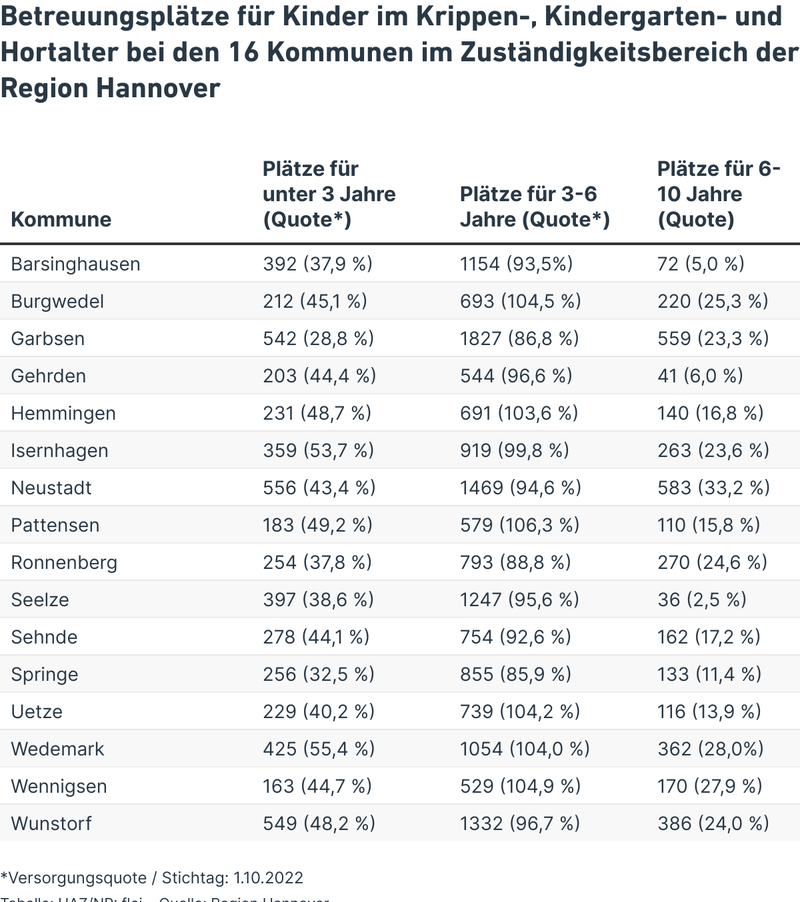 Betreuungsplätze für Kinder im Krippen-, Kindergarten- und
Hortalter bei den 16 Kommunen im Zuständigkeitsbereich der
Region Hannover
Kommune Plätze für unter 3 Jahre (Quote*) Plätze für 3-6 Jahre (Quote*) Plätze für 6-10 Jahre (Quote)
Barsinghausen 392 (37,9 %) 1154 (93,5%) 72 (5,0 %)
Burgwedel 212 (45,1 %) 693 (104,5 %) 220 (25,3 %)
Garbsen 542 (28,8 %) 1827 (86,8 %) 559 (23,3 %)
Gehrden 203 (44,4 %) 544 (96,6 %) 41 (6,0 %)
Hemmingen 231 (48,7 %) 691 (103,6 %) 140 (16,8 %)
Isernhagen 359 (53,7 %) 919 (99,8 %) 263 (23,6 %)
Neustadt 556 (43,4 %) 1469 (94,6 %) 583 (33,2 %)
Pattensen 183 (49,2 %) 579 (106,3 %) 110 (15,8 %)
Ronnenberg 254 (37,8 %) 793 (88,8 %) 270 (24,6 %)
Seelze 397 (38,6 %) 1247 (95,6 %) 36 (2,5 %)
Sehnde 278 (44,1 %) 754 (92,6 %) 162 (17,2 %)
Springe 256 (32,5 %) 855 (85,9 %) 133 (11,4 %)
Uetze 229 (40,2 %) 739 (104,2 %) 116 (13,9 %)
Wedemark 425 (55,4 %) 1054 (104,0 %) 362 (28,0%)
Wennigsen 163 (44,7 %) 529 (104,9 %) 170 (27,9 %)
Wunstorf 549 (48,2 %) 1332 (96,7 %) 386 (24,0 %)
*Versorgungsquote / Stichtag: 1.10.2022
Tabelle: HAZ/NP: Quelle: Region Hannover